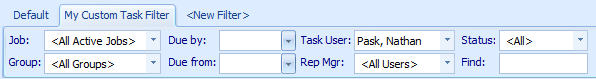 Default My Custom Task Filter <New Filter>
Job: <All Active Jobs> Due by: Task User: Pask, Nathan Status: <All>
Group: <All Groups> Due from: Rep Mgr: <All Users> Find: